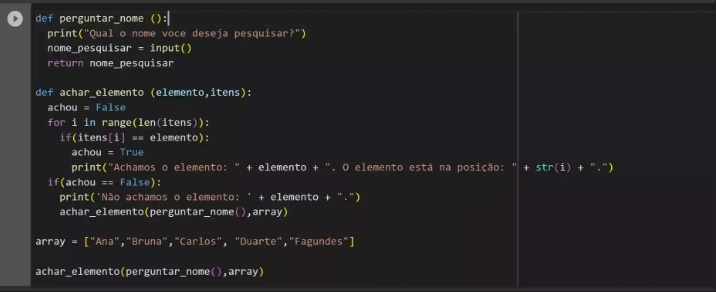 def perguntar_nome ():
print("Qual o nome voce deseja pesquisar?")
nome_pesquisar = input()
return nome_pesquisar
def achar_elemento (elemento,itens):
achou = False
for i in range(len(itens)):
if(itens[i] == elemento):
achou = True
print("Achamos o elemento: " + elemento + ". O elemento está na posição: " + str(i) + ".")
if(achou == False):
print('Não achamos o elemento: ' + elemento + ".")
achar_elemento(perguntar_nome(),array)
array = ["Ana","Bruna","Carlos", "Duarte","Fagundes"]
achar_elemento(perguntar_nome(),array)